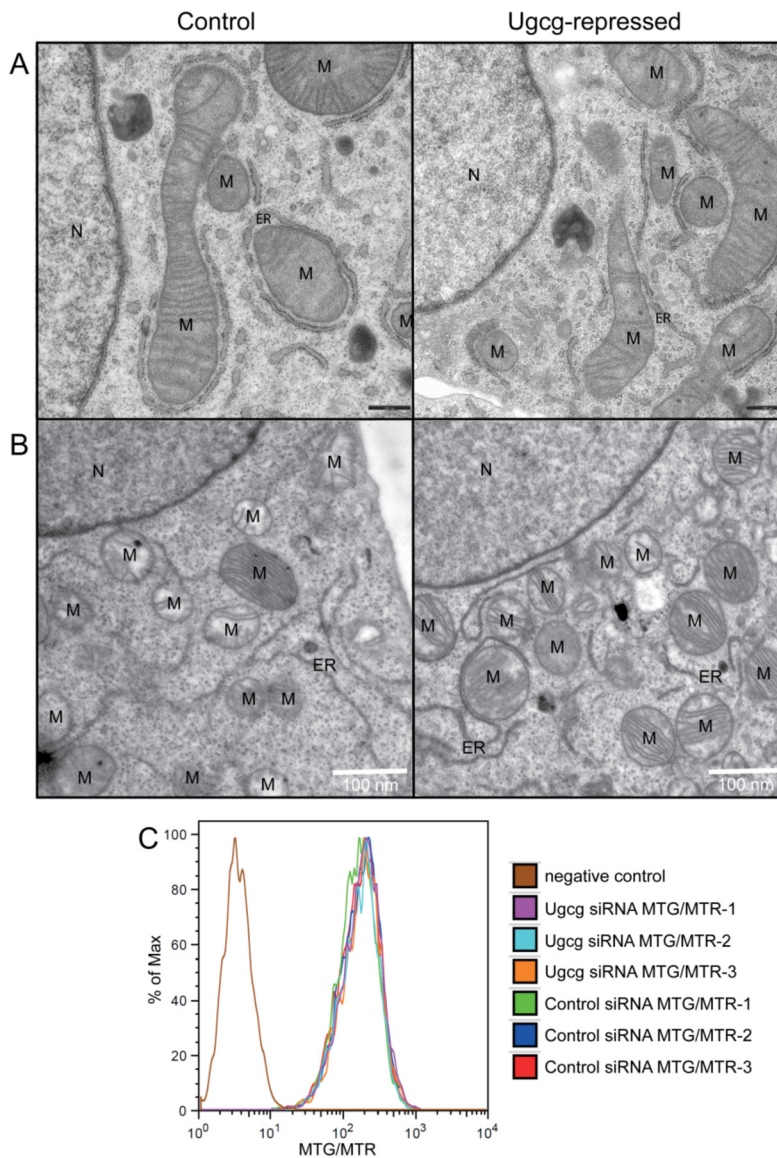 Control Ugcg-repressed
A
M M
N M M
ER M
M M
N M
M M
M ER
M
M M
B
N M
M
M M
M M
M
ER
M M
M
M M M
100 nm
N M
M M
M M
M M
M M
M ER M
ER M M
100 nm
C
100
80
60
40
20
0
% of Max
10⁰ 10¹ 10² 10³ 10⁴
MTG/MTR
negative control
Ugcg siRNA MTG/MTR-1
Ugcg siRNA MTG/MTR-2
Ugcg siRNA MTG/MTR-3
Control siRNA MTG/MTR-1
Control siRNA MTG/MTR-2
Control siRNA MTG/MTR-3